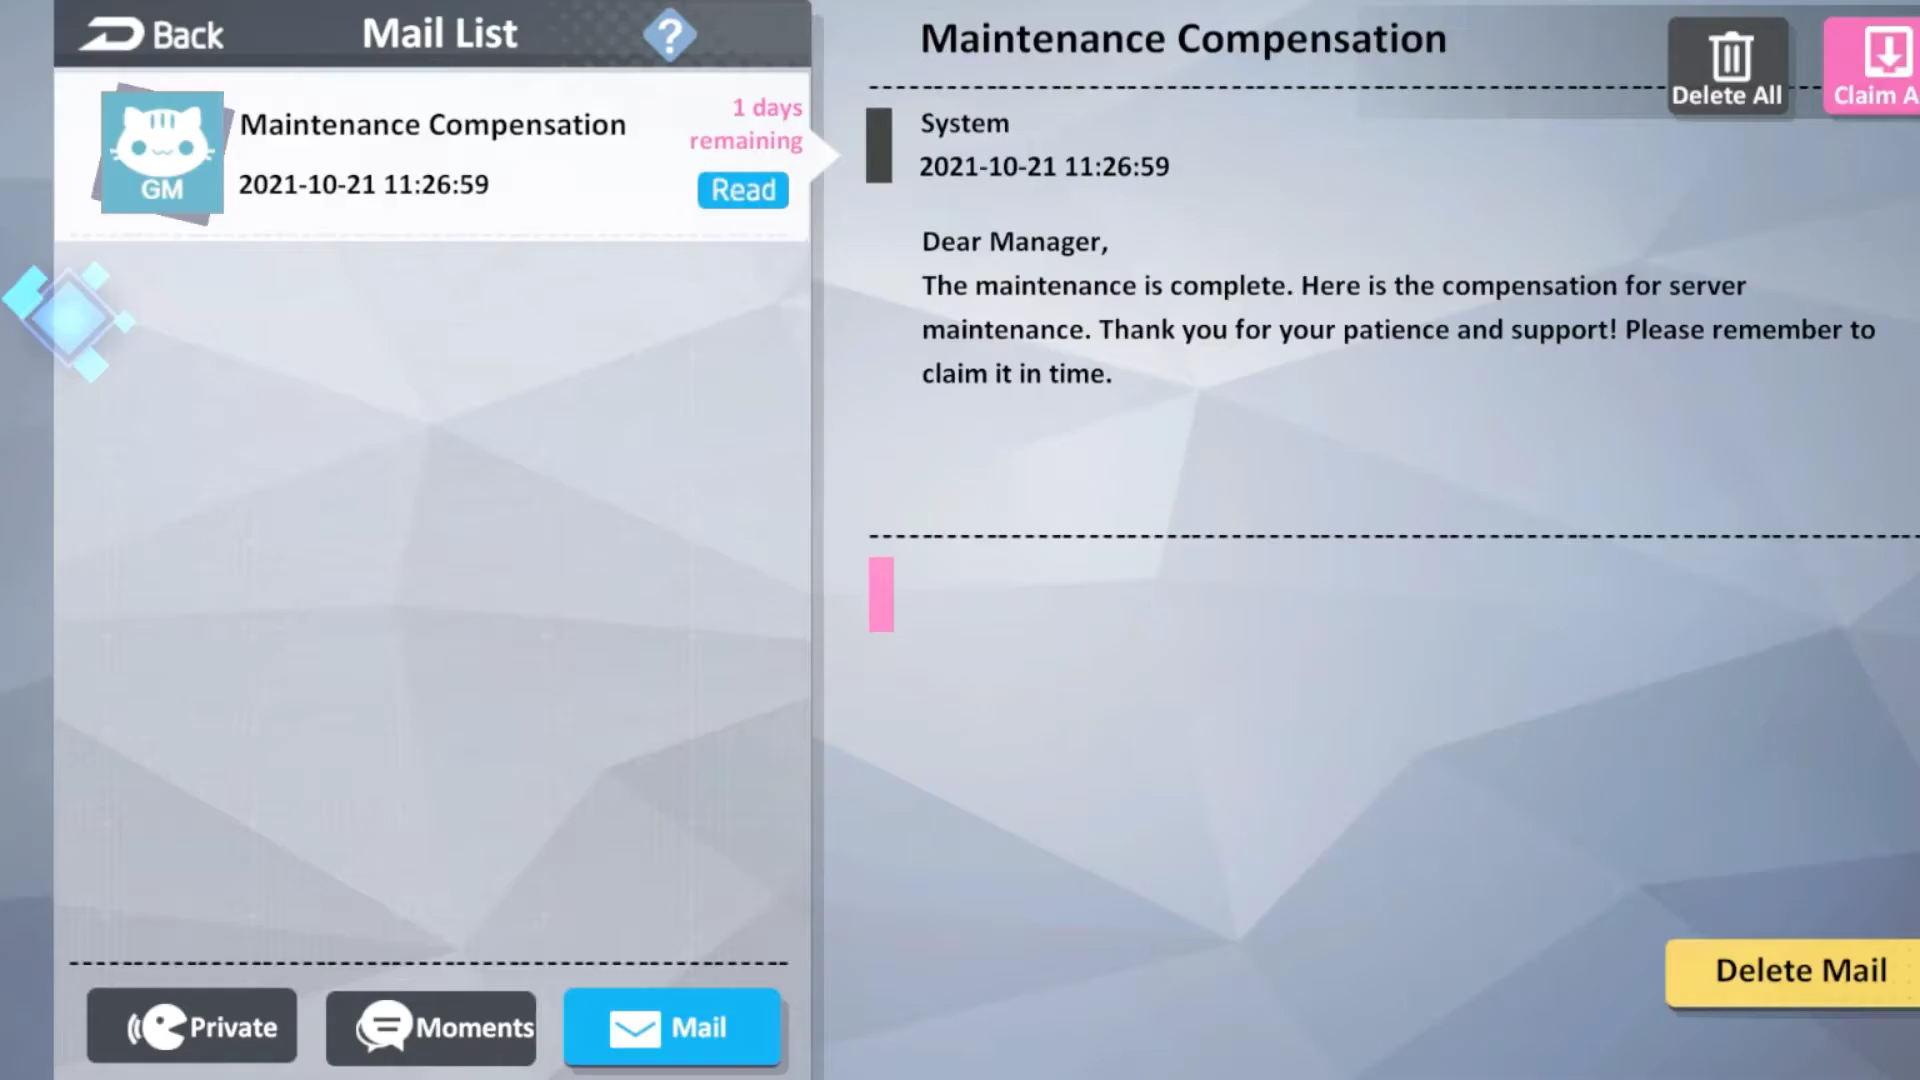 Back
Mail List
?
Maintenance Compensation
1 days
remaining
2021-10-21 11:26:59
Read
GM
Private
Moments
Mail
Maintenance Compensation
Delete All
Claim A
System
2021-10-21 11:26:59
Dear Manager,
The maintenance is complete. Here is the compensation for server
maintenance. Thank you for your patience and support! Please remember to
claim it in time.
Delete Mail